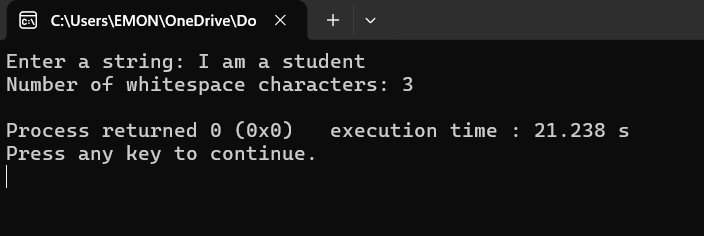 C:\Users\EMON\OneDrive\Do
Enter a string: I am a student
Number of whitespace characters: 3
Process returned 0 (0x0)   execution time : 21.238 s
Press any key to continue.